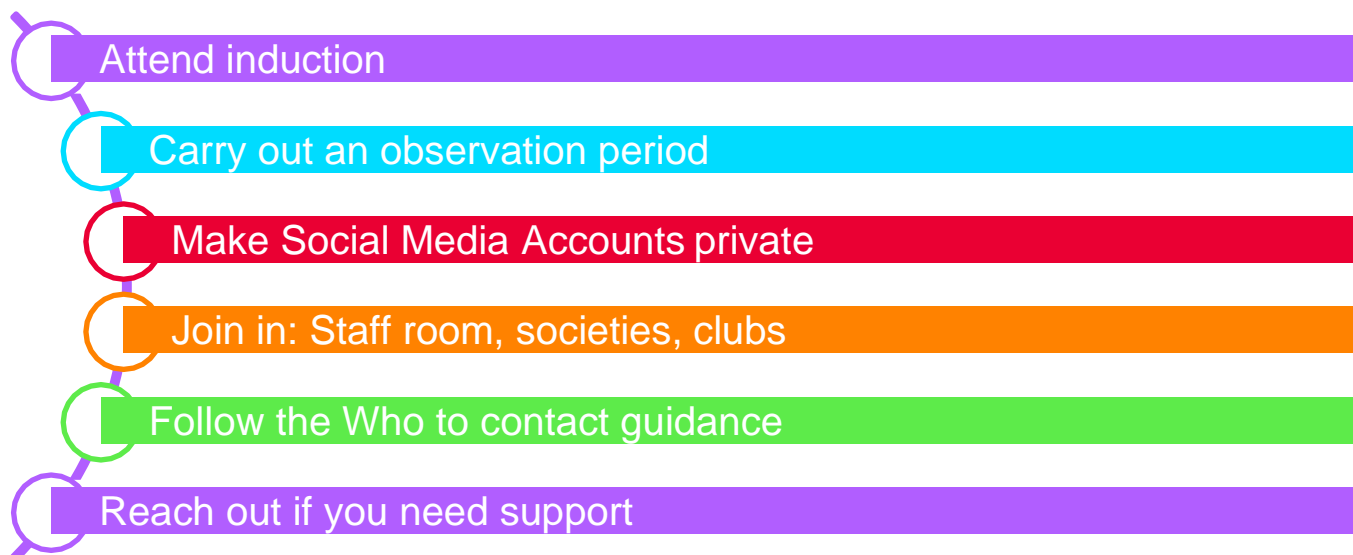 Attend induction
Carry out an observation period
Make Social Media Accounts private
Join in: Staff room, societies, clubs
Follow the Who to contact guidance
Reach out if you need support